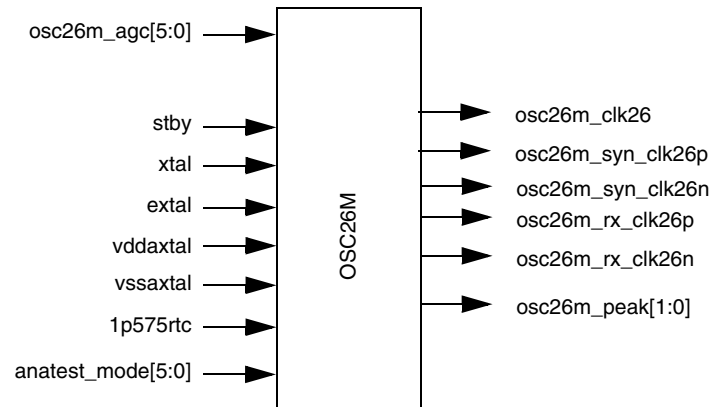 osc26m_agc[5:0]
stby
xtal
extal
vddaxtal
vssaxtal
1p575rtc
anatest_mode[5:0]
OSC26M
osc26m_clk26
osc26m_syn_clk26p
osc26m_syn_clk26n
osc26m_rx_clk26p
osc26m_rx_clk26n
osc26m_peak[1:0]